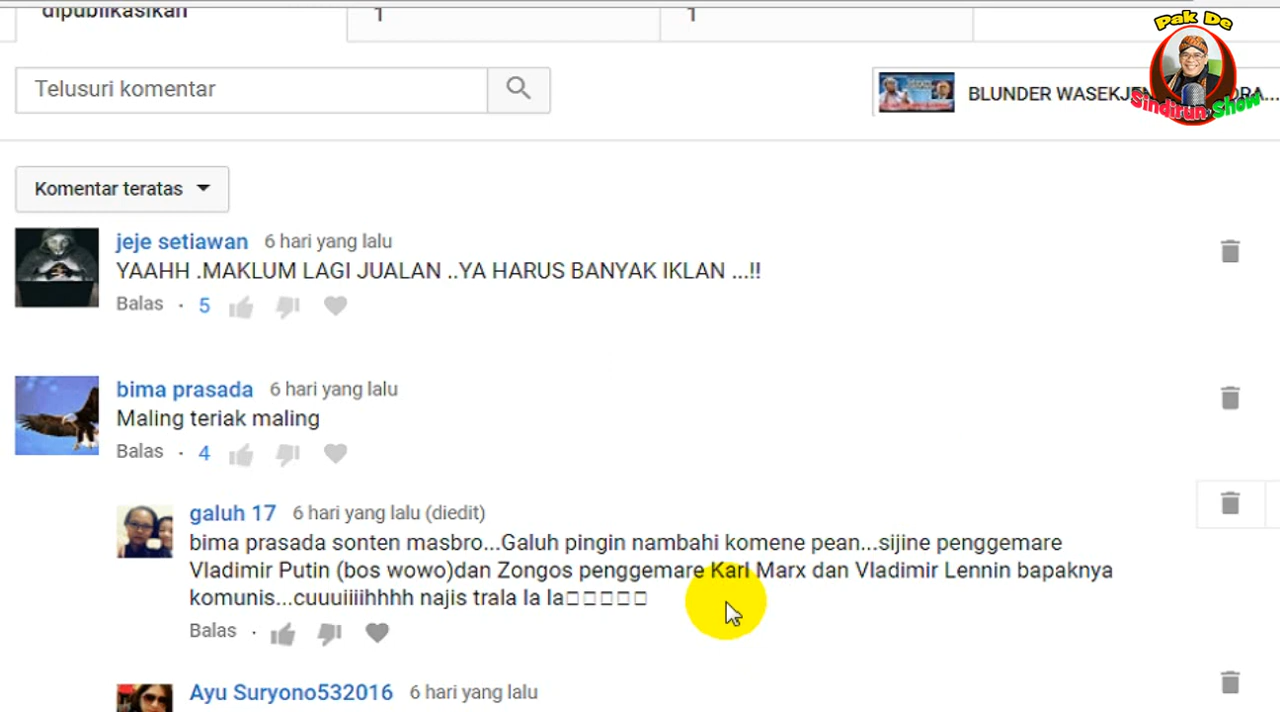 dipublikasikan
1
1
Pak De
Sindirun Show
Telusuri komentar
BLUNDER WASEKJEN
Komentar teratas
jeje setiawan 6 hari yang lalu
YAAHH .MAKLUM LAGI JUALAN ..YA HARUS BANYAK IKLAN ...!!
Balas · 5
bima prasada 6 hari yang lalu
Maling teriak maling
Balas · 4
galuh 17 6 hari yang lalu (diedit)
bima prasada sonten masbro...Galuh pingin nambahi komene pean...sijine penggemare
Vladimir Putin (bos wowo)dan Zongos penggemare Karl Marx dan Vladimir Lennin bapaknya
komunis...cuuuiiiihhhh najis trala la la□□□□□
Balas ·
Ayu Suryono532016 6 hari yang lalu